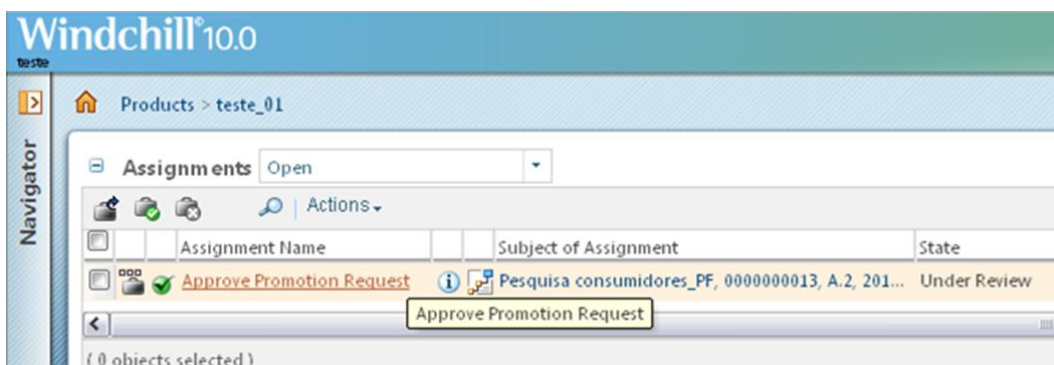 Windchill® 10.0
teste
Products > teste_01
Navigator
Assignments Open
Actions
Assignment Name Subject of Assignment State
Approve Promotion Request Pesquisa consumidores_PF, 0000000013, A.2, 201... Under Review
Approve Promotion Request
( 0 objects selected )